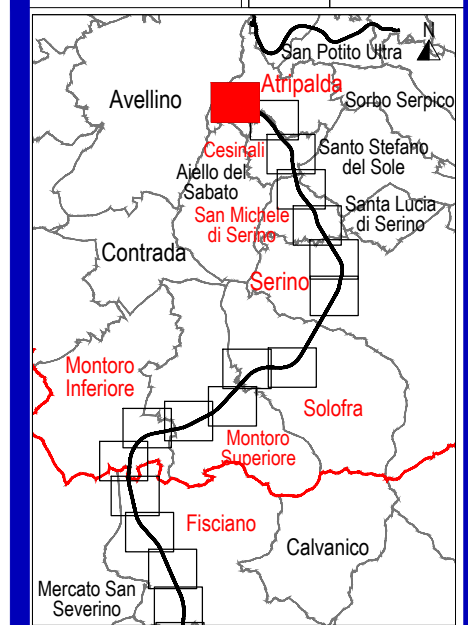 N
San Potito Ultra
Atripalda
Avellino
Sorbo Serpico
Cesinali
Santo Stefano
del Sole
Aiello del
Sabato
Santa Lucia
di Serino
San Michele
di Serino
Contrada
Serino
Montoro
Inferiore
Solofra
Montoro
Superiore
Fisciano
Calvanico
Mercato San
Severino